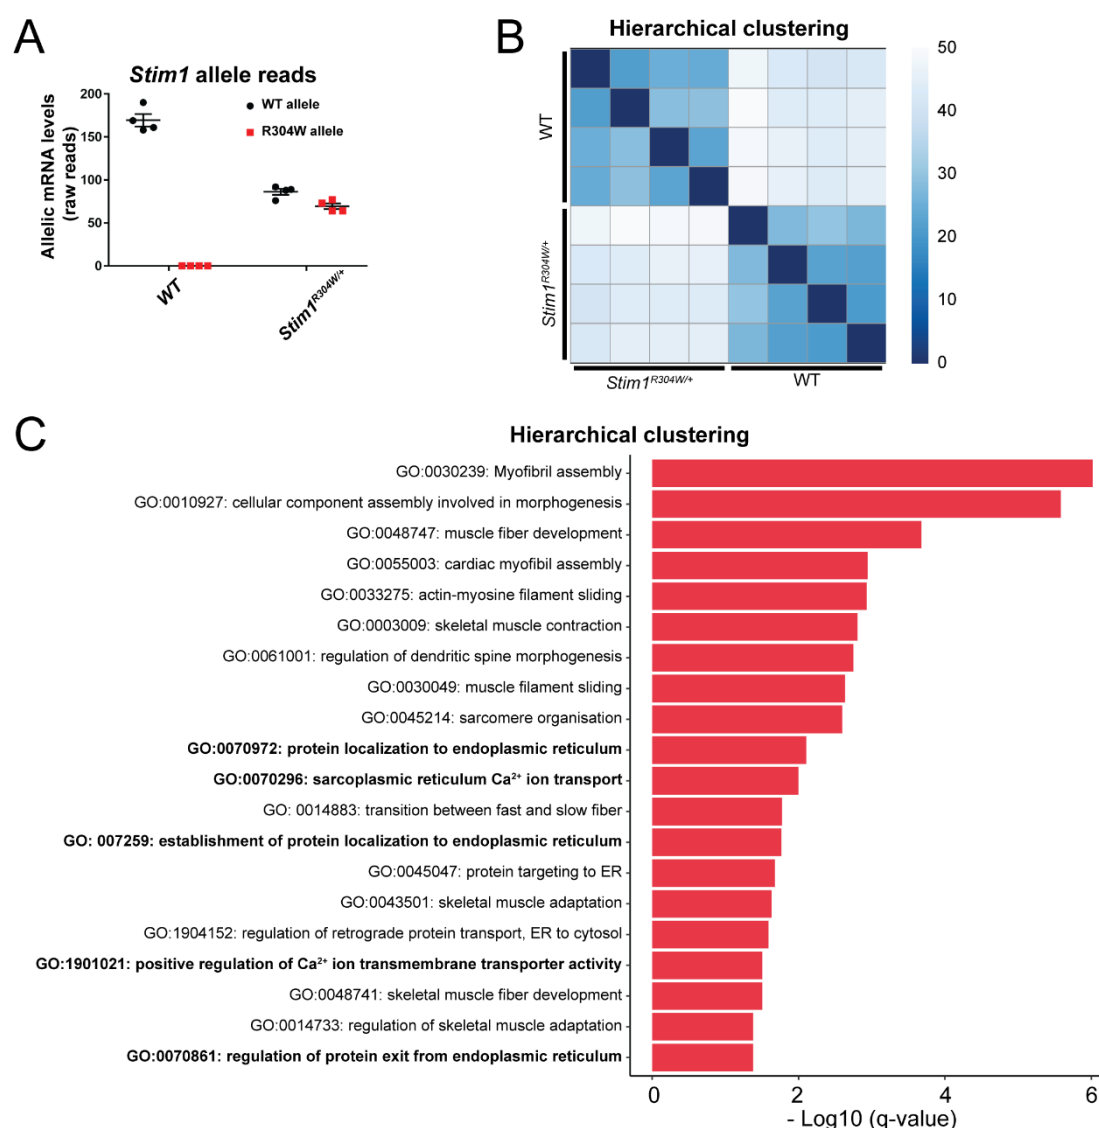 A
Stim1 allele reads
WT allele
R304W allele
Allelic mRNA levels
(raw reads)
200
150
100
50
0
WT
Stim1R304W/+
B
Hierarchical clustering
WT
Stim1R304W/+
Stim1R304W/+
WT
50
40
30
20
10
0
C
Hierarchical clustering
GO:0030239: Myofibril assembly
GO:0010927: cellular component assembly involved in morphogenesis
GO:0048747: muscle fiber development
GO:0055003: cardiac myofibil assembly
GO:0033275: actin-myosine filament sliding
GO:0003009: skeletal muscle contraction
GO:0061001: regulation of dendritic spine morphogenesis
GO:0030049: muscle filament sliding
GO:0045214: sarcomere organisation
GO:0070972: protein localization to endoplasmic reticulum
GO:0070296: sarcoplasmic reticulum Ca²⁺ ion transport
GO: 0014883: transition between fast and slow fiber
GO: 007259: establishment of protein localization to endoplasmic reticulum
GO:0045047: protein targeting to ER
GO:0043501: skeletal muscle adaptation
GO:1904152: regulation of retrograde protein transport, ER to cytosol
GO:1901021: positive regulation of Ca²⁺ ion transmembrane transporter activity
GO:0048741: skeletal muscle fiber development
GO:0014733: regulation of skeletal muscle adaptation
GO:0070861: regulation of protein exit from endoplasmic reticulum
0 2 4 6
- Log10 (q-value)